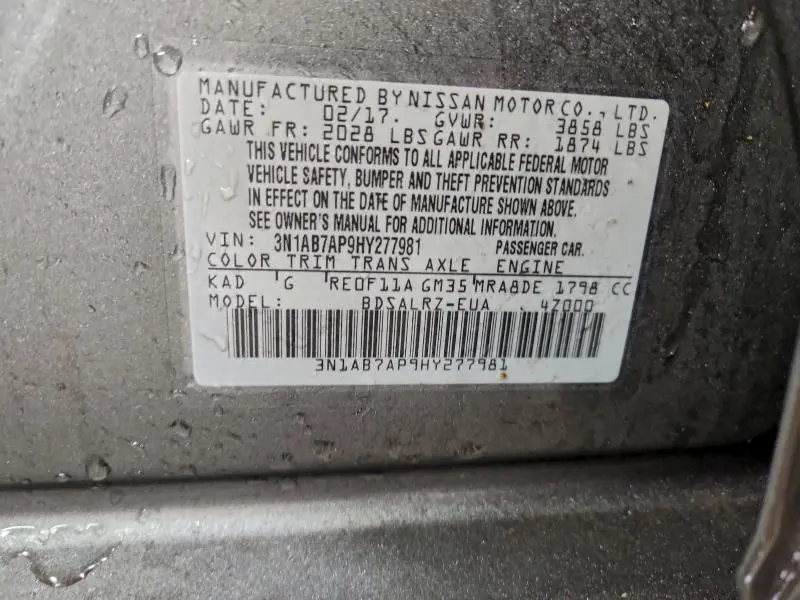 MANUFACTURED BY NISSAN MOTOR CO., LTD.
DATE: 02/17. GVWR: 3858 LBS
GAWR FR: 2028 LBS GAWR RR: 1874 LBS
THIS VEHICLE CONFORMS TO ALL APPLICABLE FEDERAL MOTOR
VEHICLE SAFETY, BUMPER AND THEFT PREVENTION STANDARDS
IN EFFECT ON THE DATE OF MANUFACTURE SHOWN ABOVE.
SEE OWNER'S MANUAL FOR ADDITIONAL INFORMATION.
VIN: 3N1AB7AP9HY277981 PASSENGER CAR.
COLOR TRIM TRANS AXLE ENGINE
KAD G RE0F11A GM35 MRA8DE 1798 CC
MODEL: BDSALRZ-EUA 47000
3N1AB7AP9HY277981